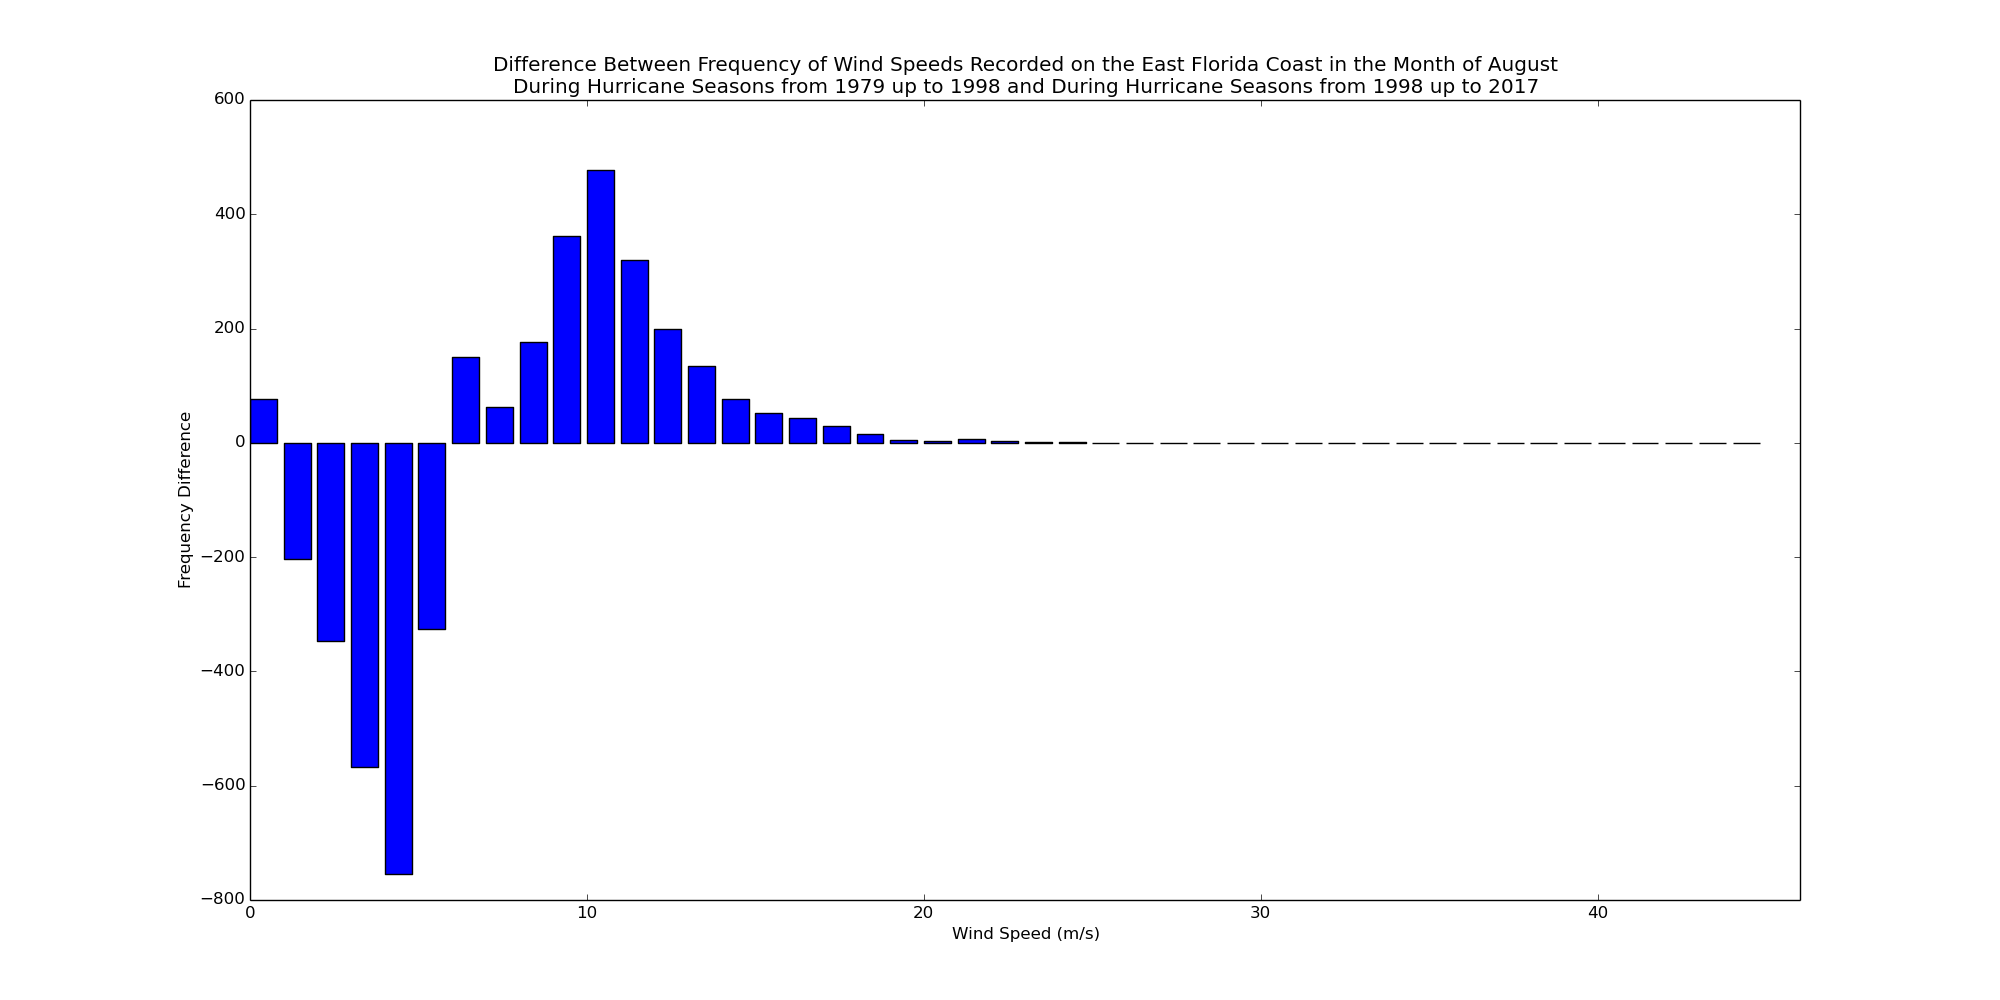 Difference Between Frequency of Wind Speeds Recorded on the East Florida Coast in the Month of August
During Hurricane Seasons from 1979 up to 1998 and During Hurricane Seasons from 1998 up to 2017
600
400
200
0
−200
−400
−600
−800
Frequency Difference
0 10 20 30 40
Wind Speed (m/s)